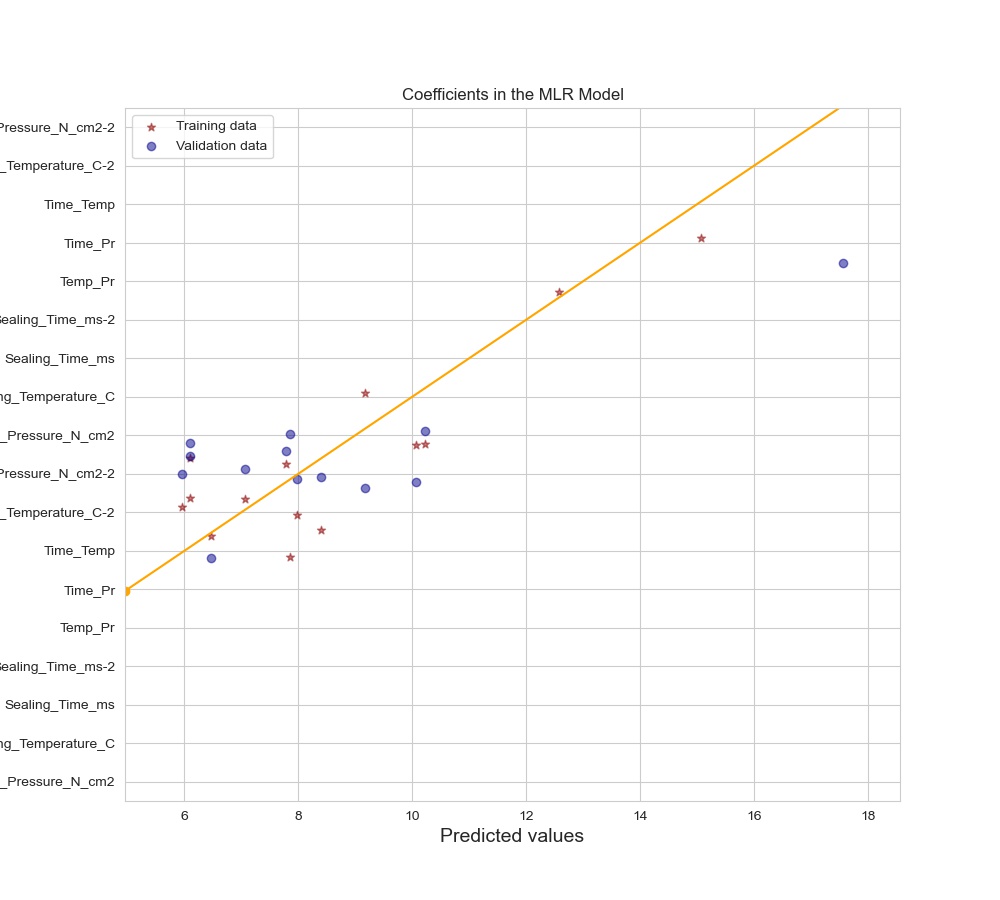 Coefficients in the MLR Model
Training data
Validation data
Pressure_N_cm2-2
_Temperature_C-2
Time_Temp
Time_Pr
Temp_Pr
Sealing_Time_ms-2
Sealing_Time_ms
ng_Temperature_C
_Pressure_N_cm2
Pressure_N_cm2-2
_Temperature_C-2
Time_Temp
Time_Pr
Temp_Pr
Sealing_Time_ms-2
Sealing_Time_ms
ng_Temperature_C
_Pressure_N_cm2
6 8 10 12 14 16 18
Predicted values